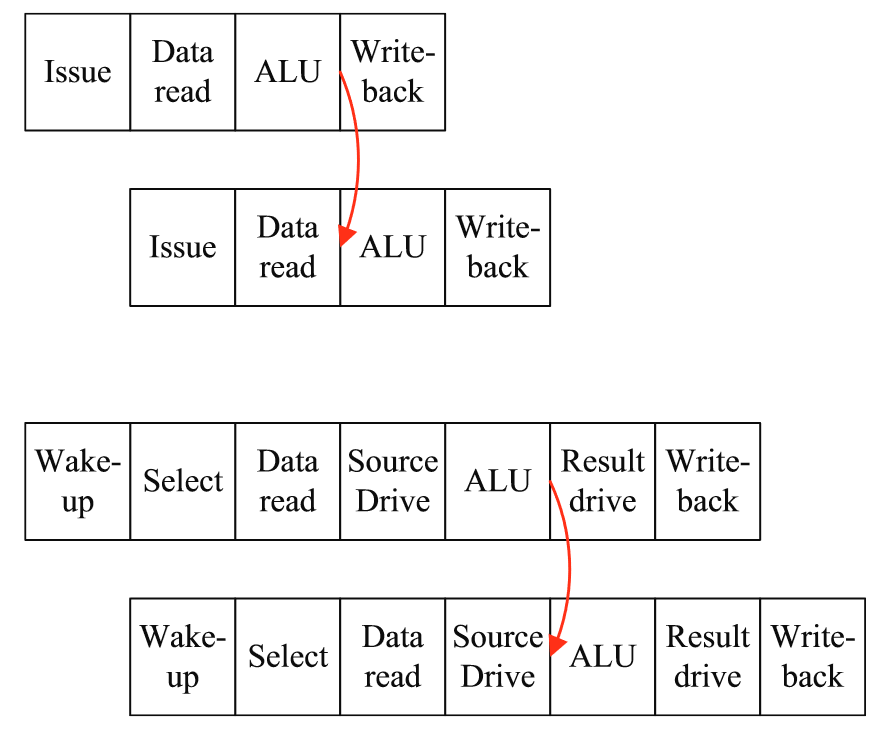 Issue
Data
read
ALU
Write-
back
Issue
Data
read
ALU
Write-
back
Wake-
up
Select
Data
read
Source
Drive
ALU
Result
drive
Write-
back
Wake-
up
Select
Data
read
Source
Drive
ALU
Result
drive
Write-
back